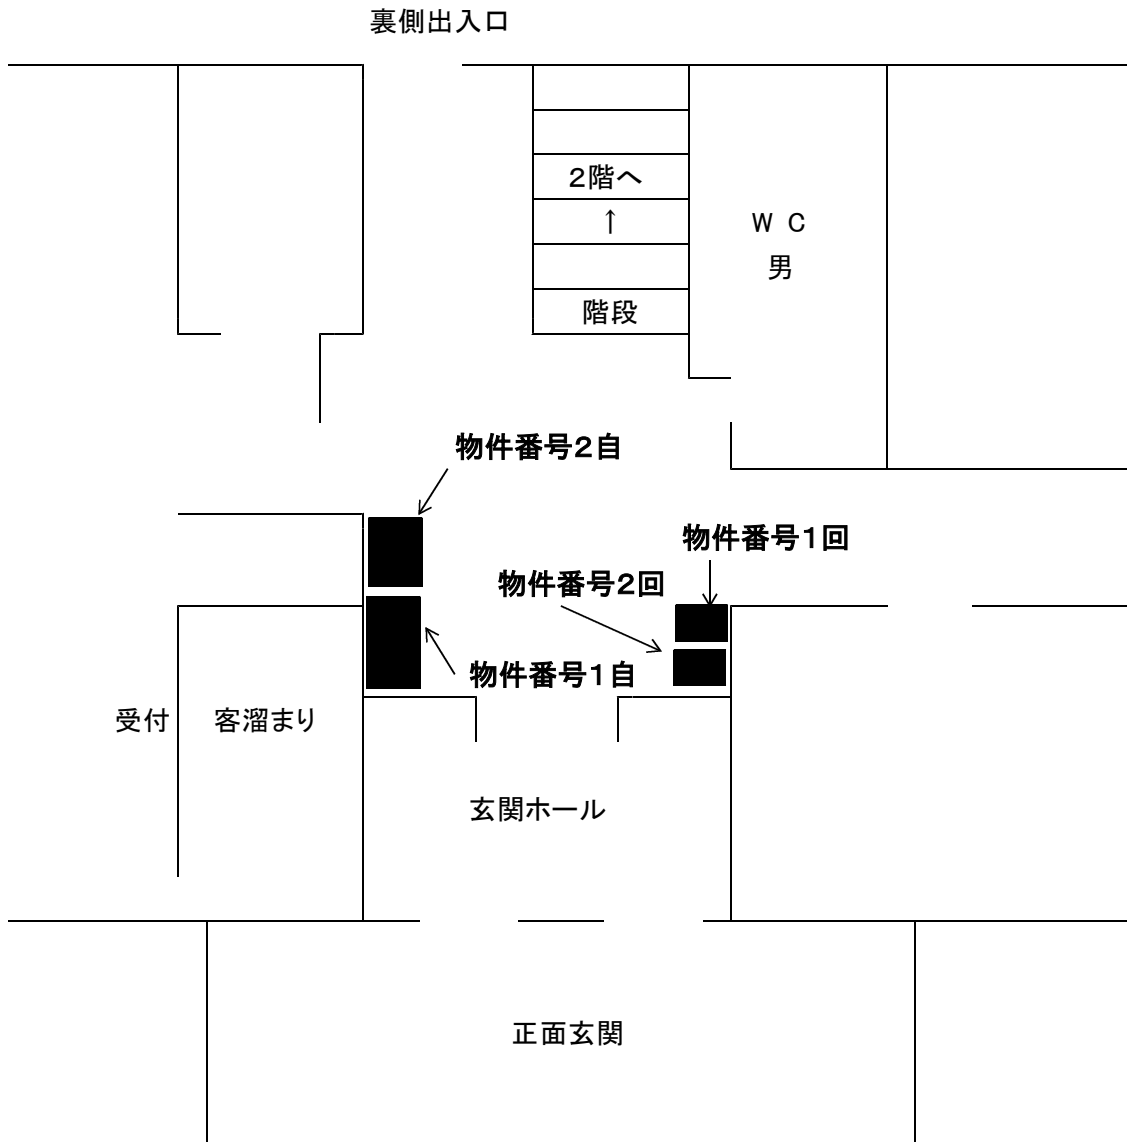 裏側出入口
2階へ
↑
W C
男
階段
物件番号2自
物件番号1回
物件番号2回
物件番号1自
受付
客溜まり
玄関ホール
正面玄関